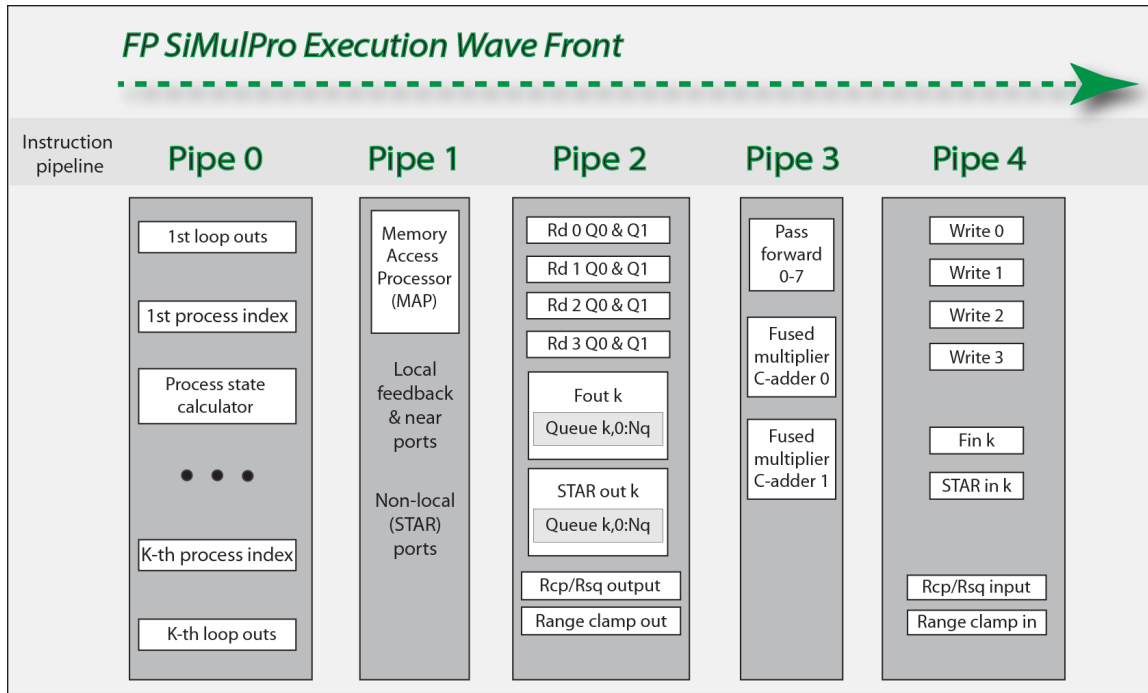 FP SiMulPro Execution Wave Front
Instruction
pipeline
Pipe 0
Pipe 1
Pipe 2
Pipe 3
Pipe 4
1st loop outs
1st process index
Process state
calculator
K-th process index
K-th loop outs
Memory
Access
Processor
(MAP)
Local
feedback
& near
ports
Non-local
(STAR)
ports
Rd 0 Q0 & Q1
Rd 1 Q0 & Q1
Rd 2 Q0 & Q1
Rd 3 Q0 & Q1
Fout k
Queue k,0:Nq
STAR out k
Queue k,0:Nq
Rcp/Rsq output
Range clamp out
Pass
forward
0-7
Fused
multiplier
C-adder 0
Fused
multiplier
C-adder 1
Write 0
Write 1
Write 2
Write 3
Fin k
STAR in k
Rcp/Rsq input
Range clamp in